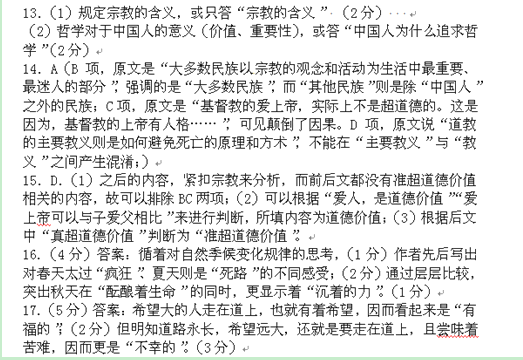 13．（1）规定宗教的含义，或只答“宗教的含义”·（2分）···
（2）哲学对于中国人的意义（价值、重要性），或答“中国人为什么追求哲
学”(2分)
14．A（B 项，原文是“大多数民族以宗教的观念和活动为生活中最重要、
最迷人的部分”，强调的是“大多数民族”，而“其他民族”则是除“中国人”
之外的民族；C项，原文是“基督教的爱上帝，实际上不是超道德的。这是
因为，基督教的上帝有人格……”，可见颠倒了因果。D 项，原文说“道教
的主要教义则是如何避免死亡的原理和方术”，不能在“主要教义”与“教
义”之间产生混淆；）
15．D．（1）之后的内容，紧扣宗教来分析，而前后文都没有准超道德价值
相关的内容，故可以排除BC两项；（2）可以根据“爱人，是道德价值”“爱
上帝可以与子爱父相比”来进行判断，所填内容为道德价值；（3）根据后文
中“真超道德价值”判断为“准超道德价值”。
16．（4分）答案：循着对自然季候变化规律的思考，（1分）作者先后写出
对春天太过“疯狂”、夏天则是“死路”的不同感受；（2分）通过层层比较，
突出秋天在“酝酿着生命”的同时，更显示着“沉着的力”。（1分）
17．（5分）答案：希望大的人走在道上，也就有着希望，因而看起来是“有
福的”；（2分）但明知道路永长，希望远大，还就是要走在道上，且尝味着
苦难，因而更是“不幸的”。（3分）